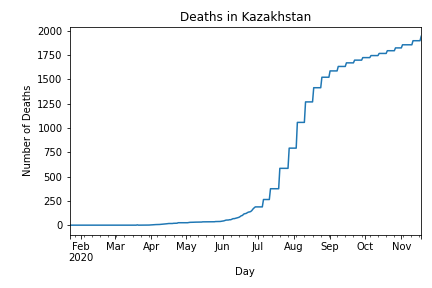 Deaths in Kazakhstan
Number of Deaths
2000
1750
1500
1250
1000
750
500
250
0
Feb Mar Apr May Jun Jul Aug Sep Oct Nov
2020
Day